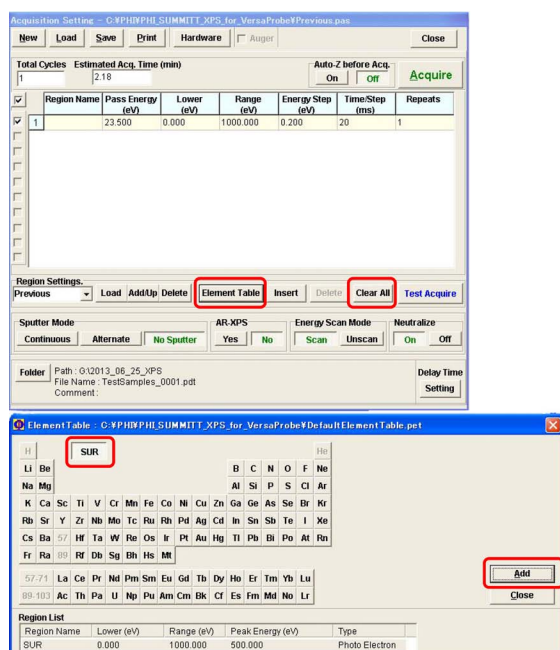 Acquisition Setting - C:¥PHI¥PHI_SUMMITT_XPS_for_VersaProbe¥Previous.pas
New Load Save Print Hardware Auger Close
Total Cycles Estimated Acq. Time (min) Auto-Z before Acq.
1 2.18 On Off Acquire
Region Name Pass Energy (eV) Lower (eV) Range (eV) Energy Step (eV) Time/Step (ms) Repeats
1 23.500 0.000 1000.000 0.200 20 1
Region Settings.
Previous Load Add/Up Delete Element Table Insert Delete Clear All Test Acquire
Sputter Mode AR-XPS Energy Scan Mode Neutralize
Continuous Alternate No Sputter Yes No Scan Unscan On Off
Folder Path : G:\2013_06_25_XPS Delay Time
File Name : TestSamples_0001.pdt Setting
Comment :
ElementTable : C:¥PHI¥PHI_SUMMITT_XPS_for_VersaProbe¥DefaultElementTable.pet
H SUR He
Li Be B C N O F Ne
Na Mg Al Si P S Cl Ar
K Ca Sc Ti V Cr Mn Fe Co Ni Cu Zn Ga Ge As Se Br Kr
Rb Sr Y Zr Nb Mo Tc Ru Rh Pd Ag Cd In Sn Sb Te I Xe
Cs Ba 57 Hf Ta W Re Os Ir Pt Au Hg Tl Pb Bi Po At Rn
Fr Ra 89 Rf Db Sg Bh Hs Mt
57-71 La Ce Pr Nd Pm Sm Eu Gd Tb Dy Ho Er Tm Yb Lu Add
89-103 Ac Th Pa U Np Pu Am Cm Bk Cf Es Fm Md No Lr Close
Region List
Region Name Lower (eV) Range (eV) Peak Energy (eV) Type
SUR 0.000 1000.000 500.000 Photo Electron